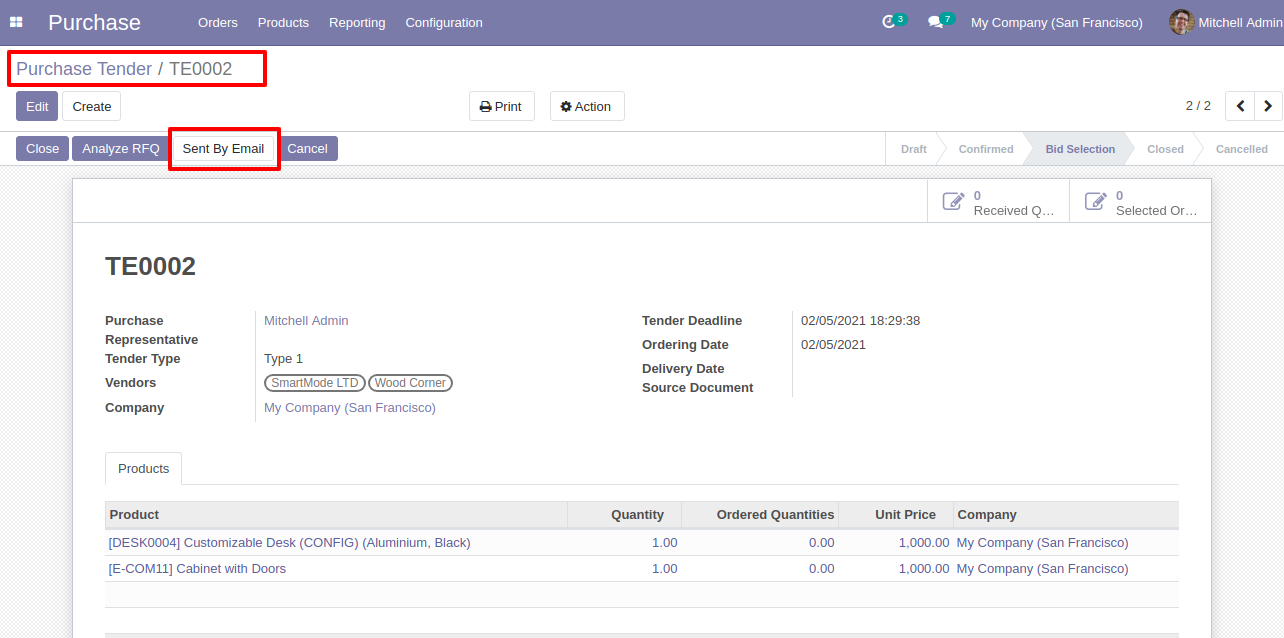 Purchase Orders Products Reporting Configuration 3 7 My Company (San Francisco) Mitchell Admin
Purchase Tender / TE0002
Edit Create Print Action 2 / 2
Close Analyze RFQ Sent By Email Cancel Draft Confirmed Bid Selection Closed Cancelled
0
Received Q...
0
Selected Or...
TE0002
Purchase Representative Mitchell Admin
Tender Type Type 1
Vendors SmartMode LTD Wood Corner
Company My Company (San Francisco)
Tender Deadline 02/05/2021 18:29:38
Ordering Date 02/05/2021
Delivery Date
Source Document
Products
Product Quantity Ordered Quantities Unit Price Company
[DESK0004] Customizable Desk (CONFIG) (Aluminium, Black) 1.00 0.00 1,000.00 My Company (San Francisco)
[E-COM11] Cabinet with Doors 1.00 0.00 1,000.00 My Company (San Francisco)